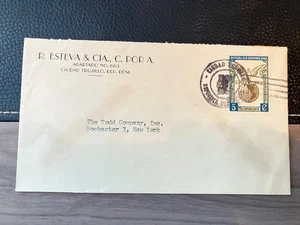 R. ESTEVA & CIA., C. POR A.
APARTADO NO. 663
CIUDAD TRUJILLO, REP. DOM.
REPUBLICA DOMINICANA
5 ¢
The Todd Company, Inc.
Rochester 3, New York